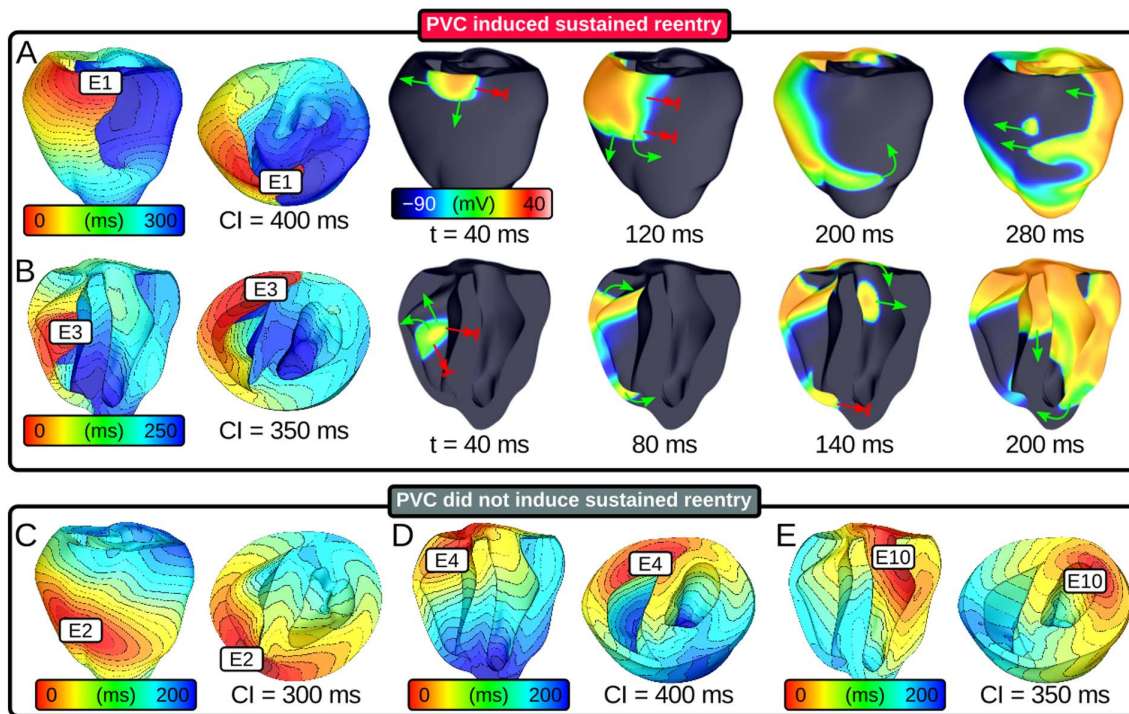 PVC induced sustained reentry
A
E1
E1
0 (ms) 300
CI = 400 ms
−90 (mV) 40
t = 40 ms
120 ms
200 ms
280 ms
B
E3
E3
0 (ms) 250
CI = 350 ms
t = 40 ms
80 ms
140 ms
200 ms
PVC did not induce sustained reentry
C
E2
E2
0 (ms) 200
CI = 300 ms
D
E4
E4
0 (ms) 200
CI = 400 ms
E
E10
E10
0 (ms) 200
CI = 350 ms